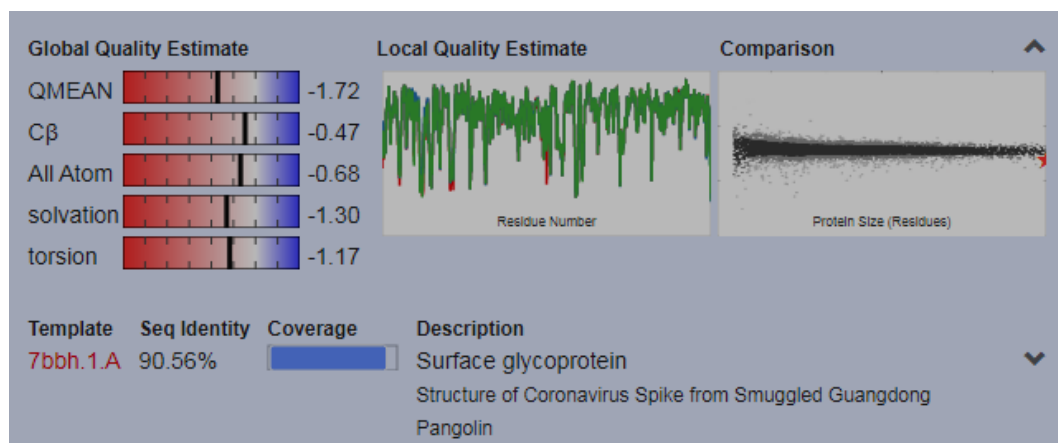 Global Quality Estimate
Local Quality Estimate
Comparison
QMEAN -1.72
Cβ -0.47
All Atom -0.68
solvation -1.30
torsion -1.17
Residue Number
Protein Size (Residues)
Template Seq Identity Coverage Description
7bbh.1.A 90.56% Surface glycoprotein
Structure of Coronavirus Spike from Smuggled Guangdong
Pangolin